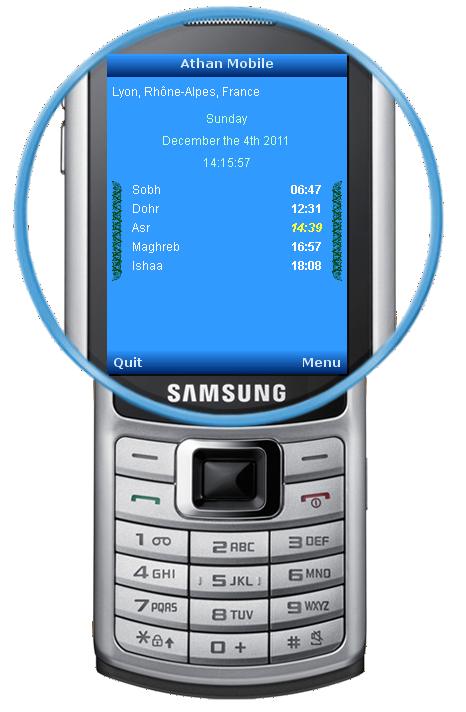 Athan Mobile
Lyon, Rhône-Alpes, France
Sunday
December the 4th 2011
14:15:57
Sobh 06:47
Dohr 12:31
Asr 14:39
Maghreb 16:57
Ishaa 18:08
Quit Menu
SAMSUNG
1 2 ABC 3 DEF
4 GHI 5 JKL 6 MNO
7 PQRS 8 TUV 9 WXYZ
* 0 + #